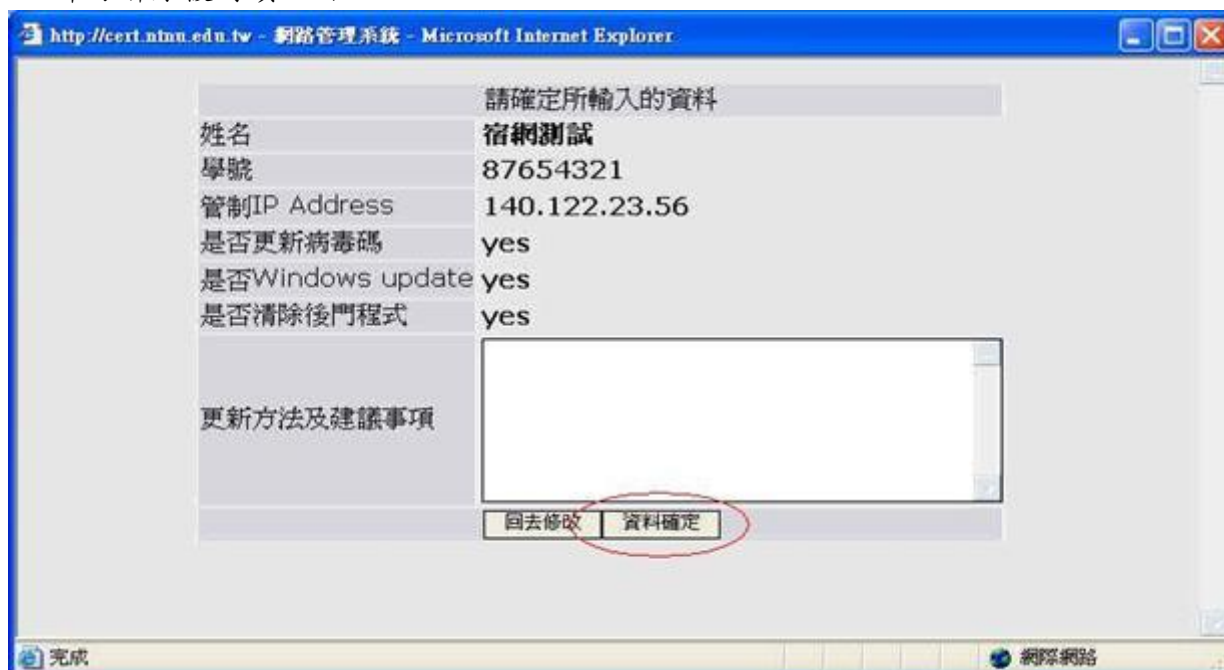 http://cert.ntnu.edu.tw - 網路管理系統 - Microsoft Internet Explorer
請確定所輸入的資料
姓名 宿網測試
學號 87654321
管制IP Address 140.122.23.56
是否更新病毒碼 yes
是否Windows update yes
是否清除後門程式 yes
更新方法及建議事項
回去修改 資料確定
完成 網際網路